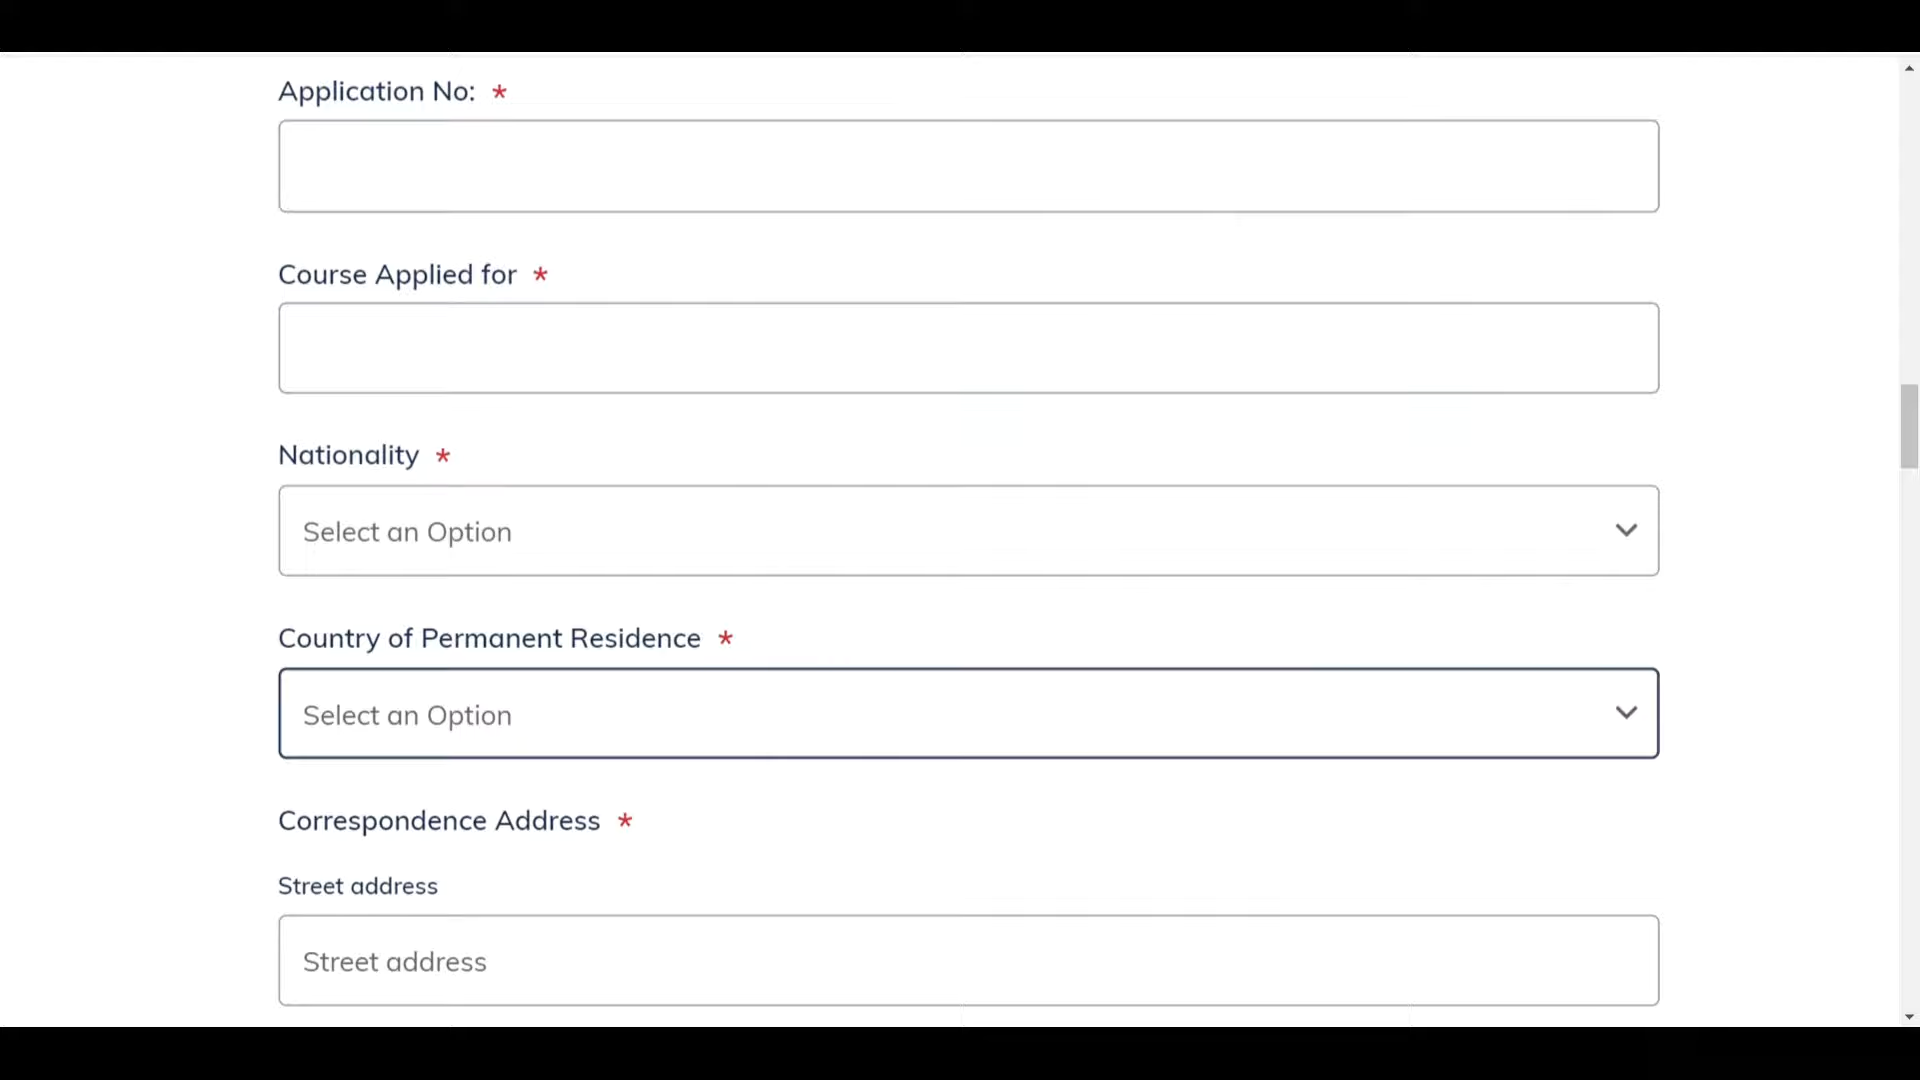 Application No: *
Course Applied for *
Nationality *
Select an Option
Country of Permanent Residence *
Select an Option
Correspondence Address *
Street address
Street address